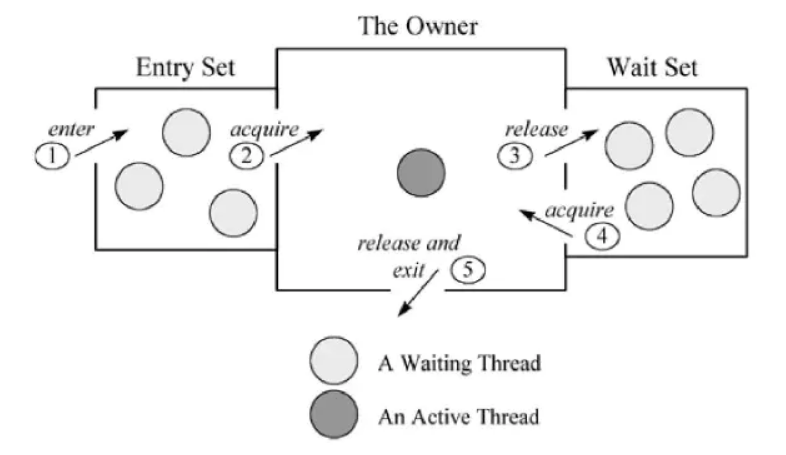 The Owner
Entry Set
Wait Set
enter
1
acquire
2
release
3
acquire
4
release and
exit
5
A Waiting Thread
An Active Thread